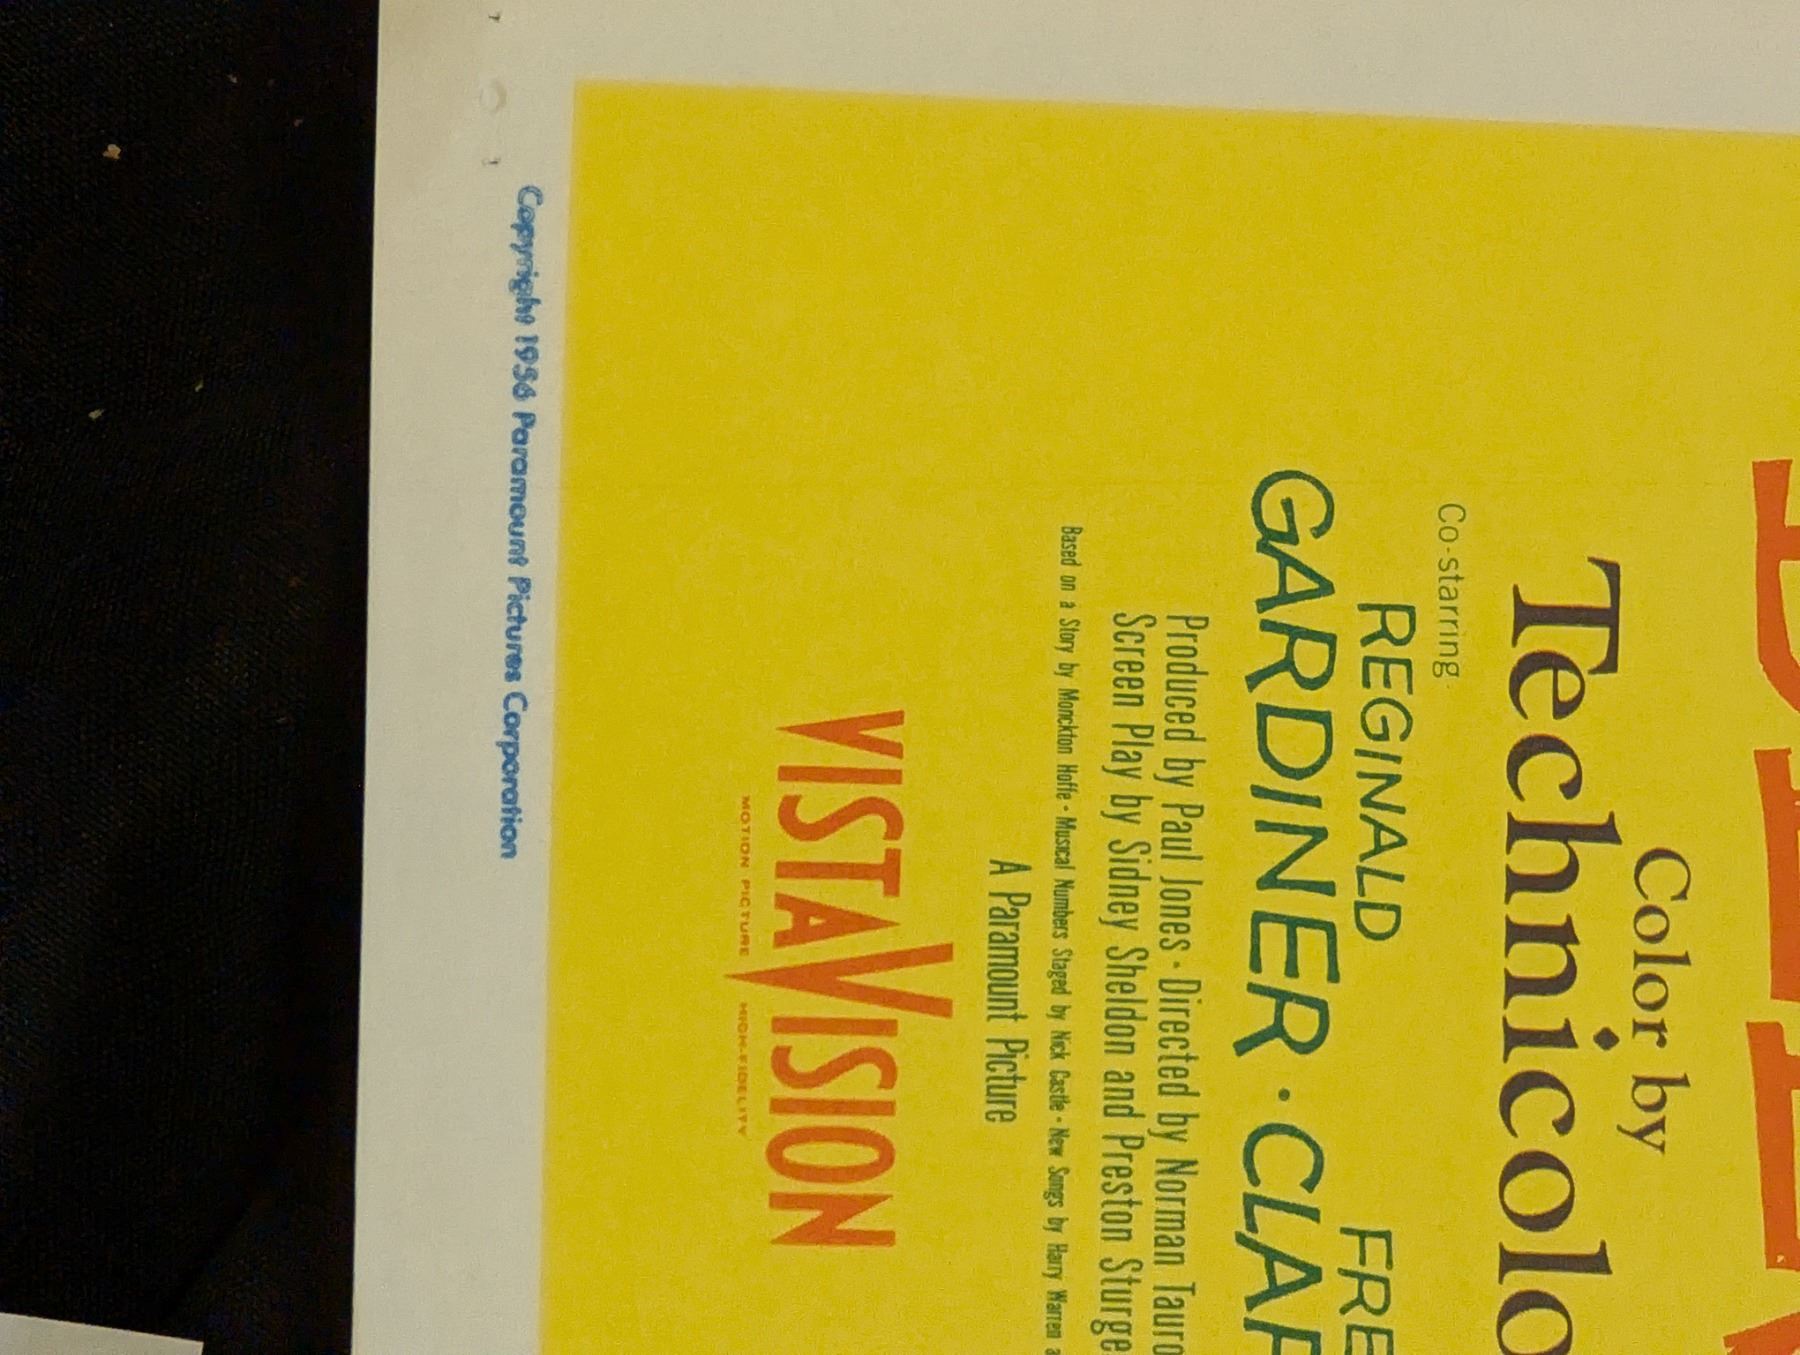 Color by
Technicolo
Co-starring
REGINALD FRE
GARDINER · CLAR
Produced by Paul Jones · Directed by Norman Tauro
Screen Play by Sidney Sheldon and Preston Sturge
Based on a Story by Monckton Hoffe · Musical Numbers Staged by Nick Castle · New Songs by Harry Warren a
A Paramount Picture
VISTAVISION
MOTION PICTURE HIGH-FIDELITY
Copyright 1956 Paramount Pictures Corporation